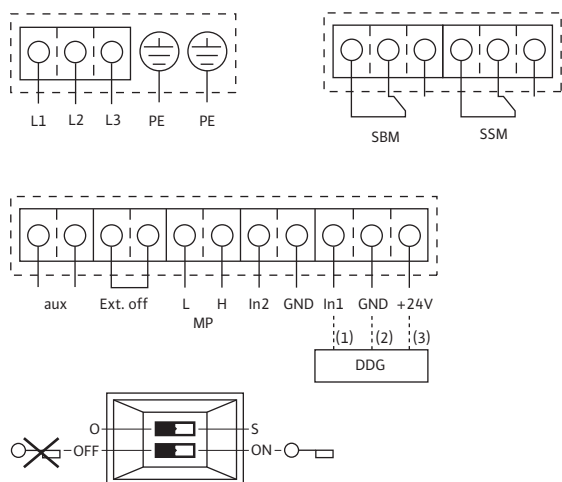 L1 L2 L3 PE PE
SBM SSM
aux Ext. off L H In2 GND In1 GND +24V
MP
(1) (2) (3)
DDG
O S
OFF ON